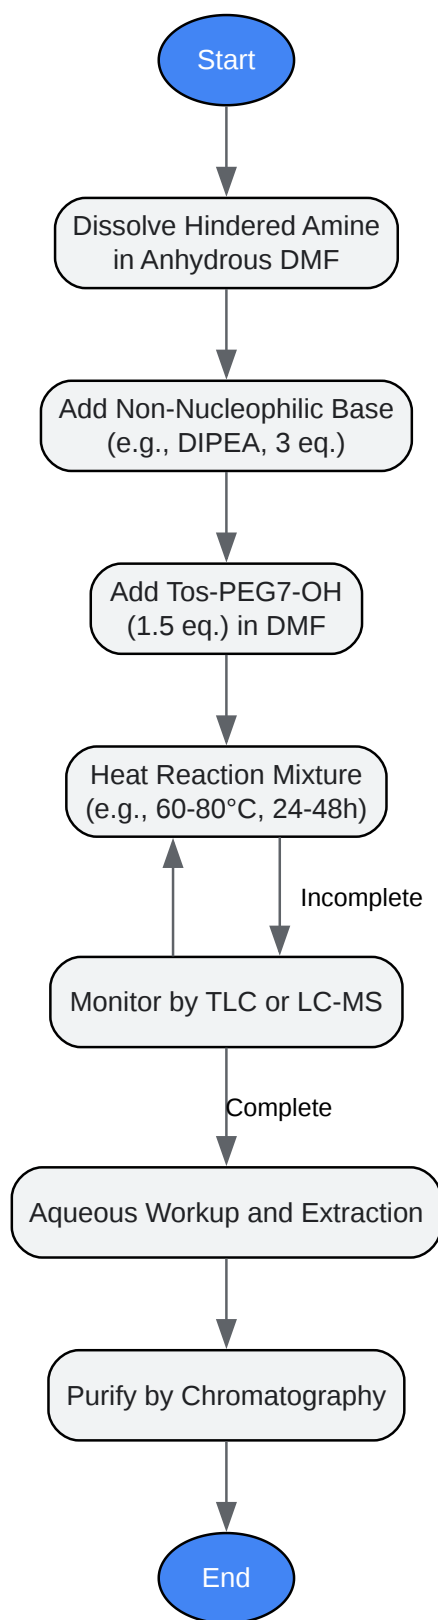 Start
Dissolve Hindered Amine
in Anhydrous DMF
Add Non-Nucleophilic Base
(e.g., DIPEA, 3 eq.)
Add Tos-PEG7-OH
(1.5 eq.) in DMF
Heat Reaction Mixture
(e.g., 60-80°C, 24-48h)
Incomplete
Monitor by TLC or LC-MS
Complete
Aqueous Workup and Extraction
Purify by Chromatography
End